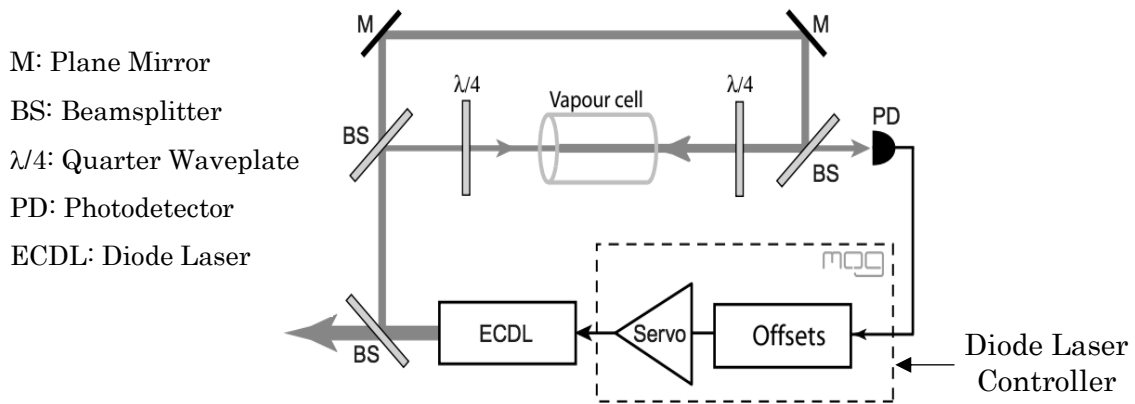 M: Plane Mirror
BS: Beamsplitter
λ/4: Quarter Waveplate
PD: Photodetector
ECDL: Diode Laser
M
M
λ/4
λ/4
Vapour cell
PD
BS
BS
mog
ECDL
Servo
Offsets
BS
Diode Laser
Controller